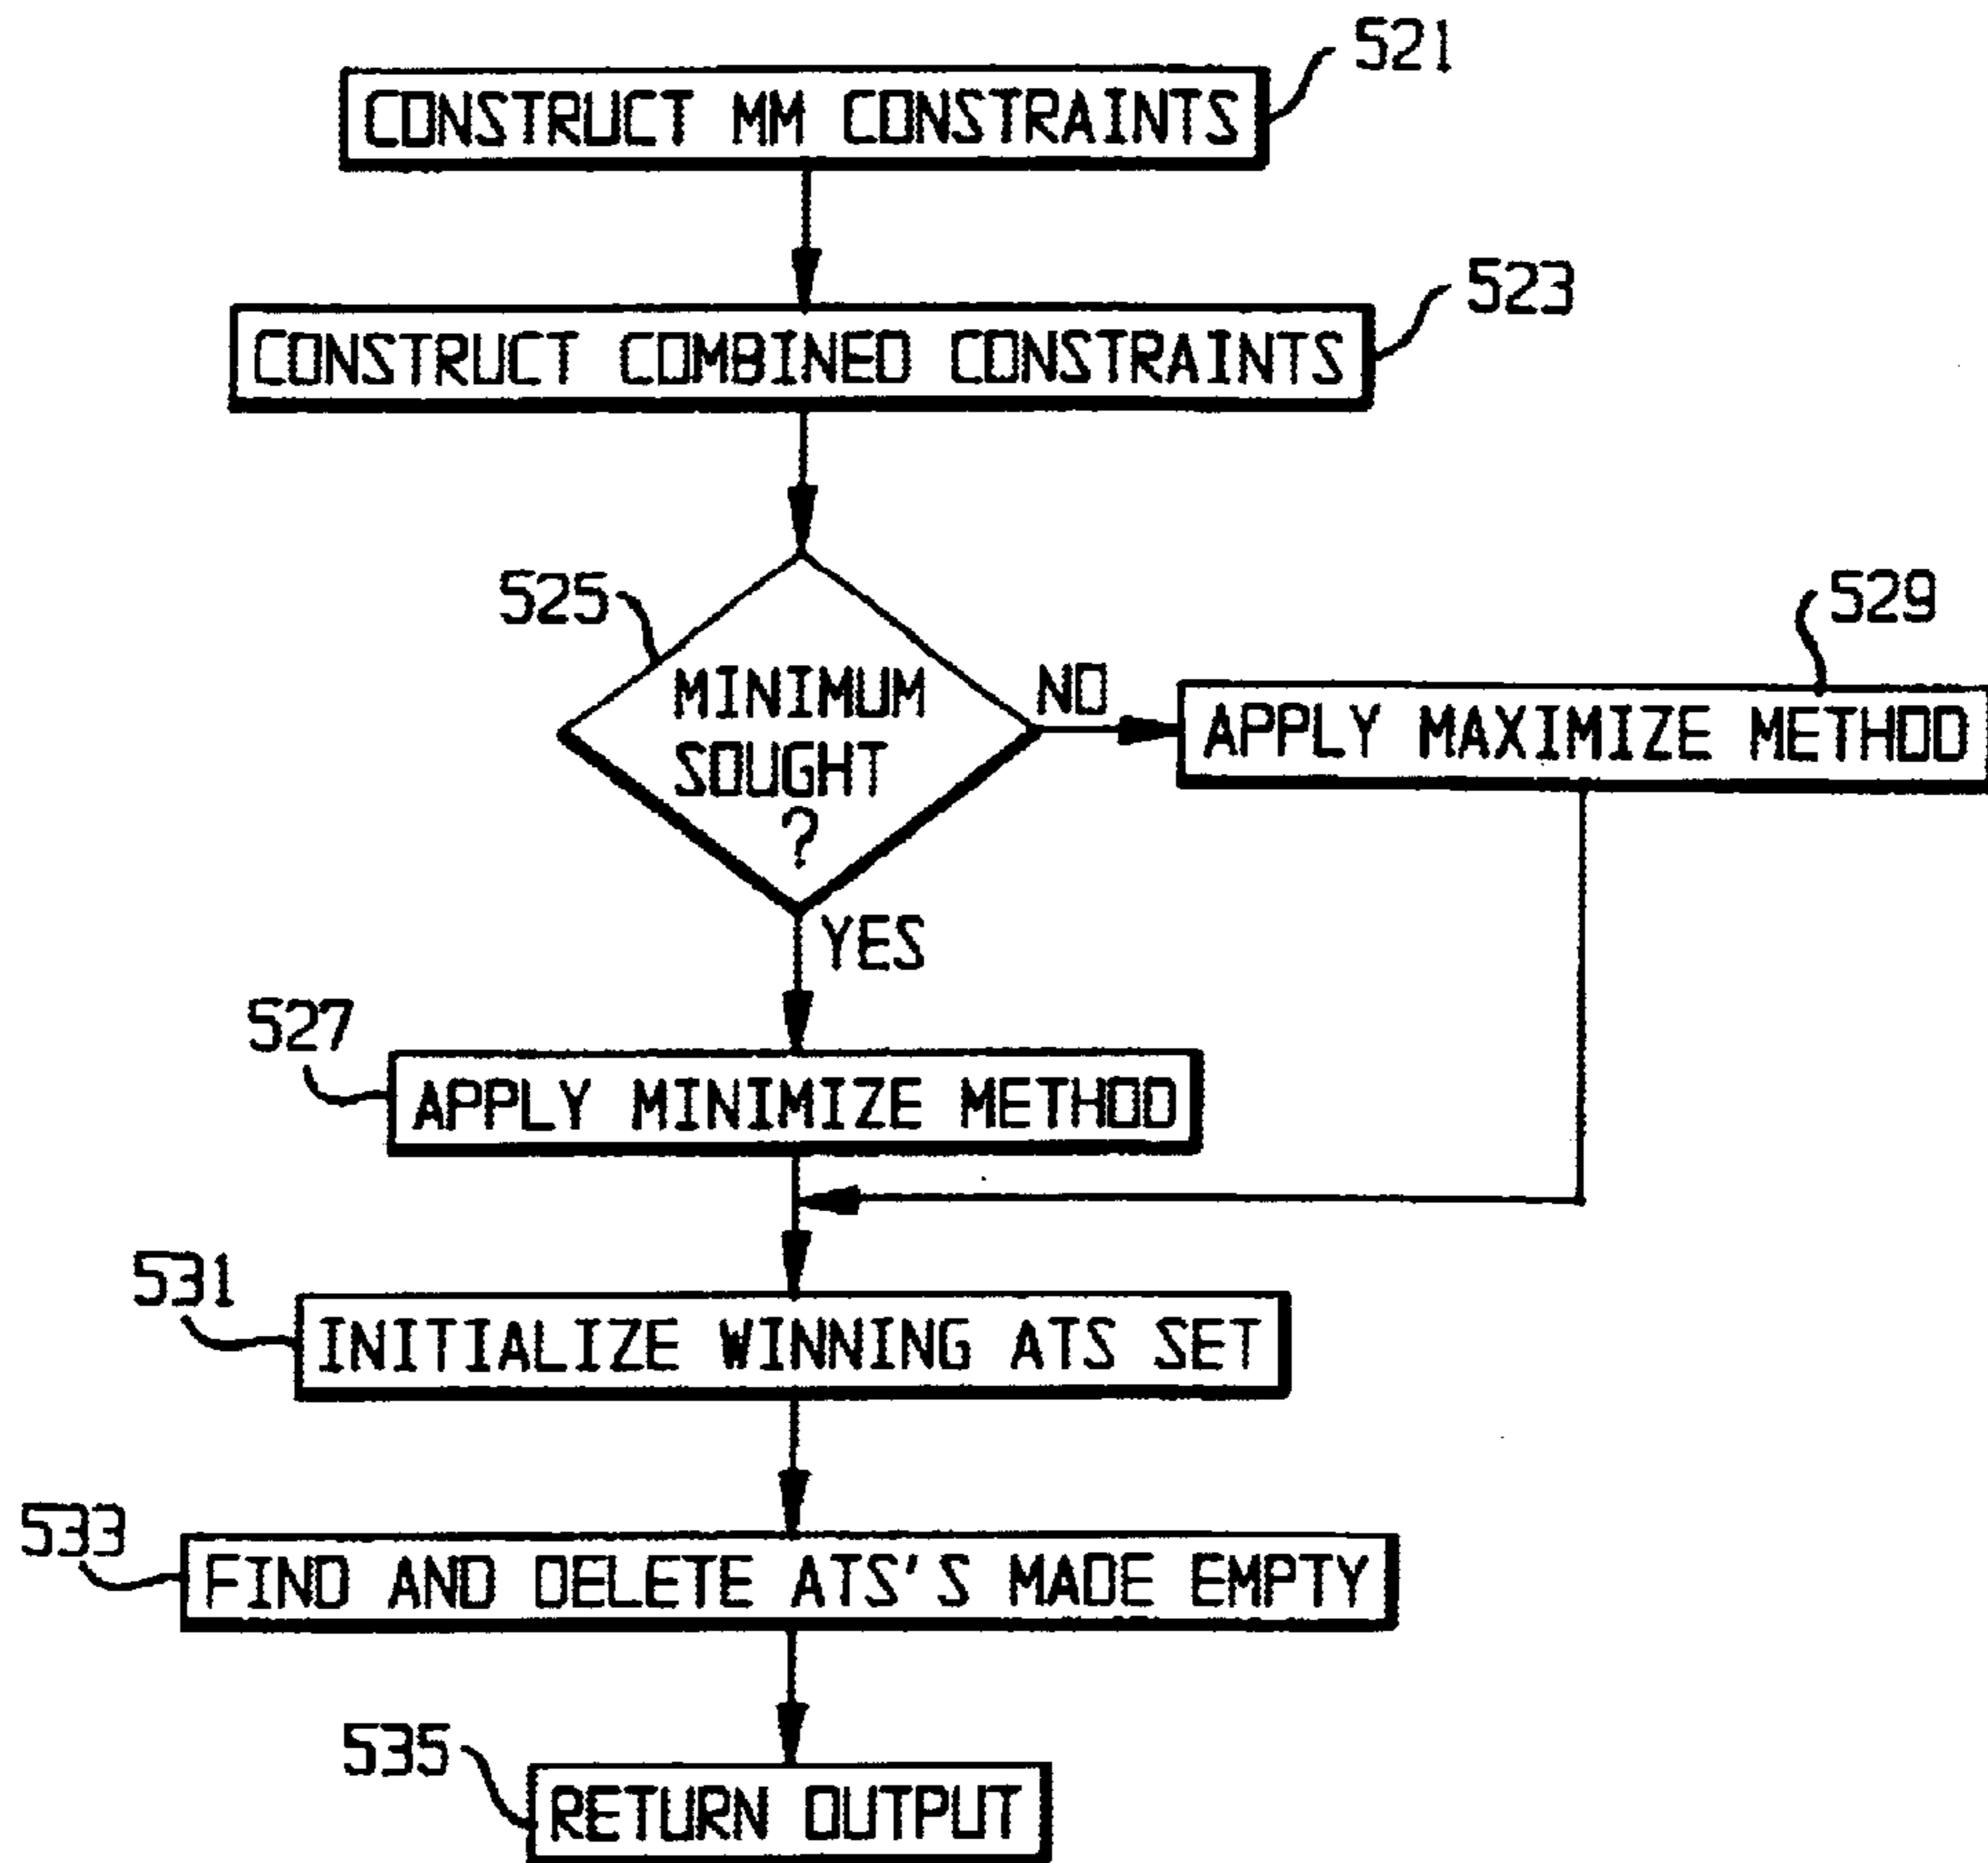 521
CONSTRUCT MM CONSTRAINTS
523
CONSTRUCT COMBINED CONSTRAINTS
525
MINIMUM
SOUGHT
?
NO
529
APPLY MAXIMIZE METHOD
YES
527
APPLY MINIMIZE METHOD
531
INITIALIZE WINNING ATS SET
533
FIND AND DELETE ATS'S MADE EMPTY
535
RETURN OUTPUT